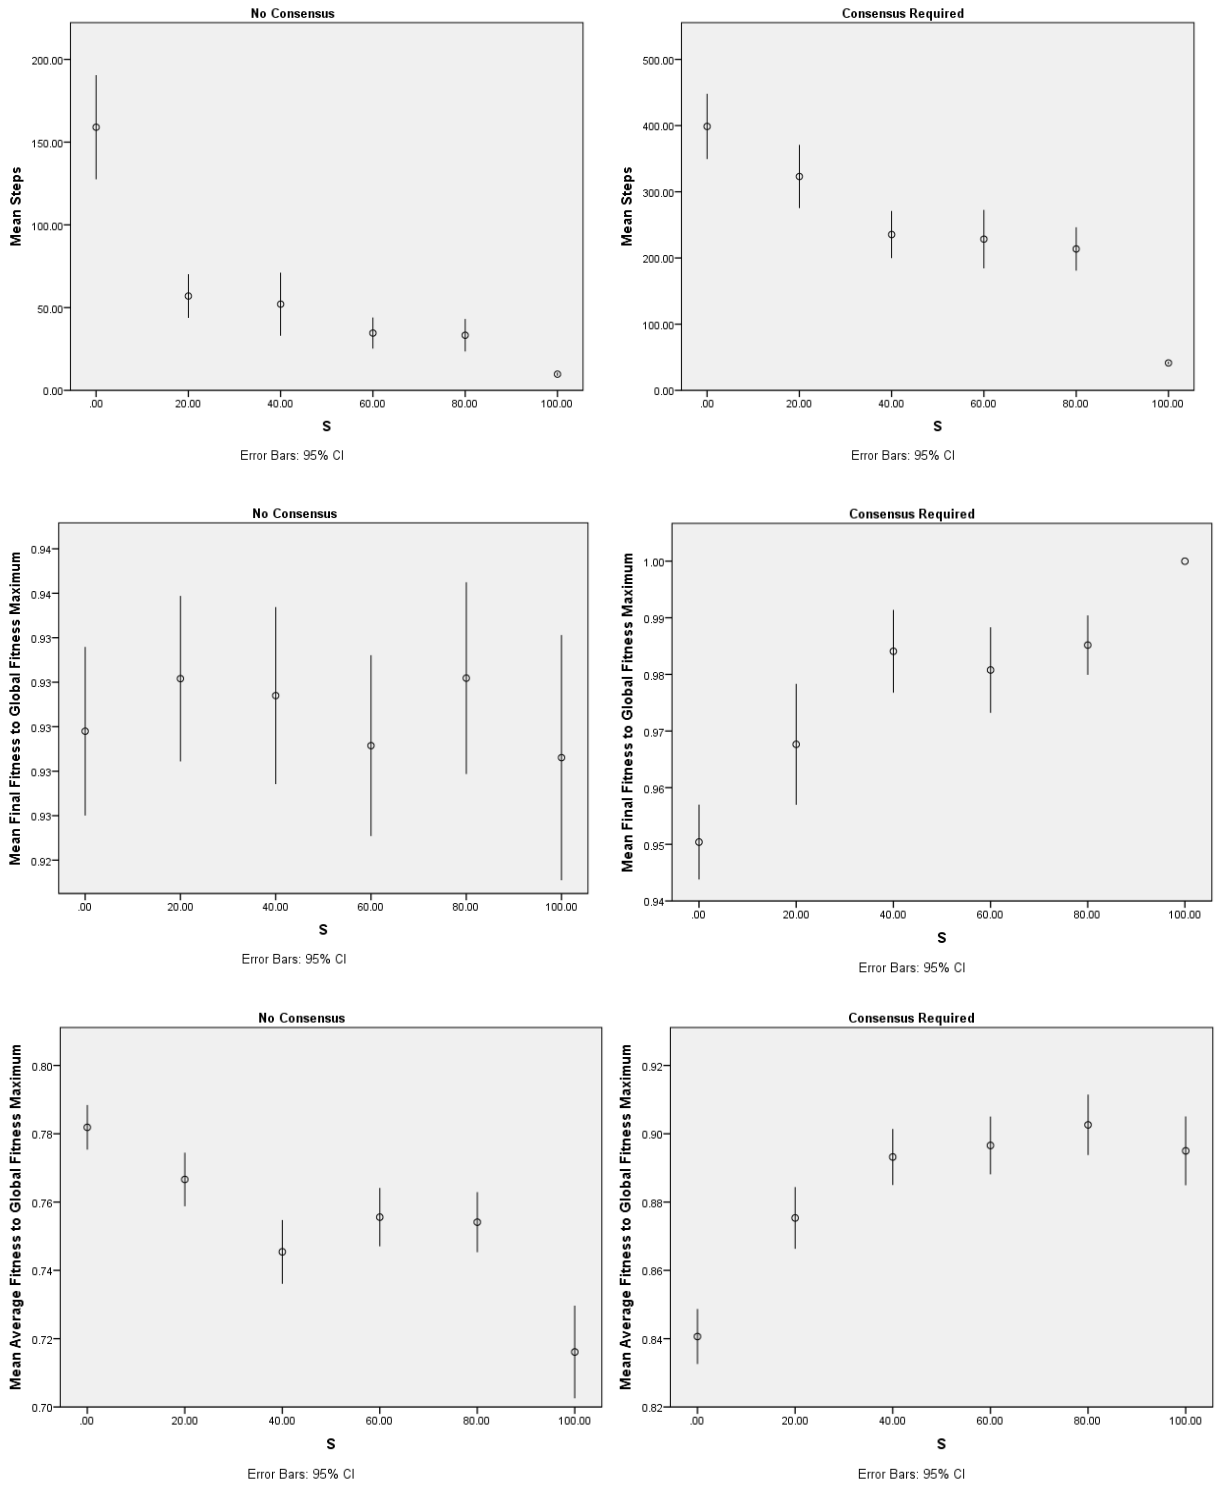 No Consensus
Mean Steps
200.00
150.00
100.00
50.00
0.00
.00 20.00 40.00 60.00 80.00 100.00
S
Error Bars: 95% CI
Consensus Required
Mean Steps
500.00
400.00
300.00
200.00
100.00
0.00
.00 20.00 40.00 60.00 80.00 100.00
S
Error Bars: 95% CI
No Consensus
Mean Final Fitness to Global Fitness Maximum
0.94
0.94
0.93
0.93
0.93
0.93
0.93
0.92
.00 20.00 40.00 60.00 80.00 100.00
S
Error Bars: 95% CI
Consensus Required
Mean Final Fitness to Global Fitness Maximum
1.00
0.99
0.98
0.97
0.96
0.95
0.94
.00 20.00 40.00 60.00 80.00 100.00
S
Error Bars: 95% CI
No Consensus
Mean Average Fitness to Global Fitness Maximum
0.80
0.78
0.76
0.74
0.72
0.70
.00 20.00 40.00 60.00 80.00 100.00
S
Error Bars: 95% CI
Consensus Required
Mean Average Fitness to Global Fitness Maximum
0.92
0.90
0.88
0.86
0.84
0.82
.00 20.00 40.00 60.00 80.00 100.00
S
Error Bars: 95% CI